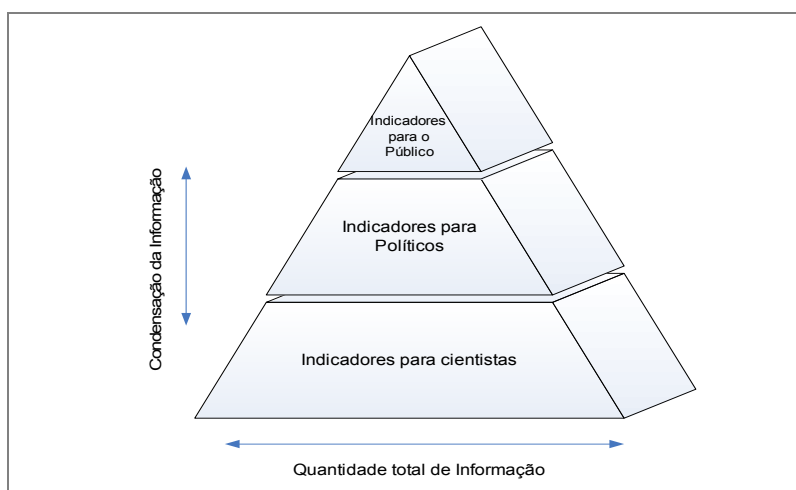 Indicadores
para o
Público
Condensação da Informação
Indicadores para
Políticos
Indicadores para cientistas
Quantidade total de Informação